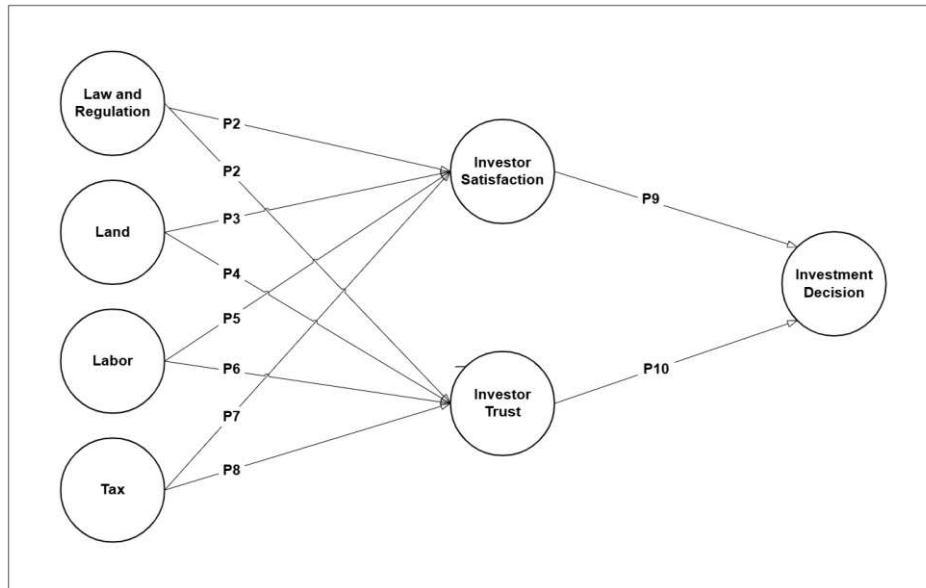 Law and
Regulation
P2
P2
Investor
Satisfaction
P9
Land
P3
P4
Investment
Decision
Labor
P5
P6
Investor
Trust
P10
P7
Tax
P8